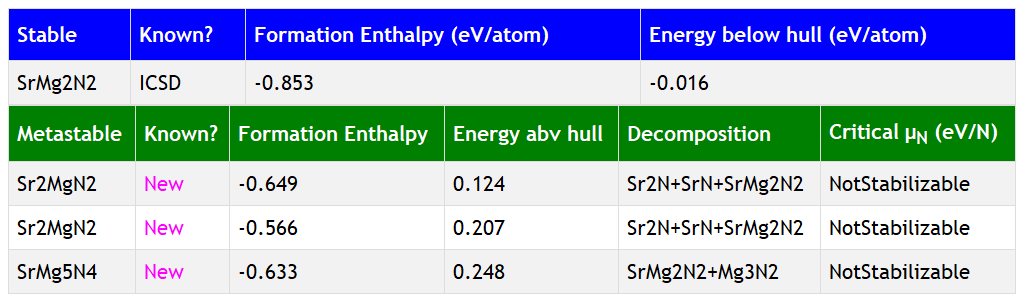 Stable Known? Formation Enthalpy (eV/atom) Energy below hull (eV/atom)
SrMg2N2 ICSD -0.853 -0.016
Metastable Known? Formation Enthalpy Energy abv hull Decomposition Critical μN (eV/N)
Sr2MgN2 New -0.649 0.124 Sr2N+SrN+SrMg2N2 NotStabilizable
Sr2MgN2 New -0.566 0.207 Sr2N+SrN+SrMg2N2 NotStabilizable
SrMg5N4 New -0.633 0.248 SrMg2N2+Mg3N2 NotStabilizable